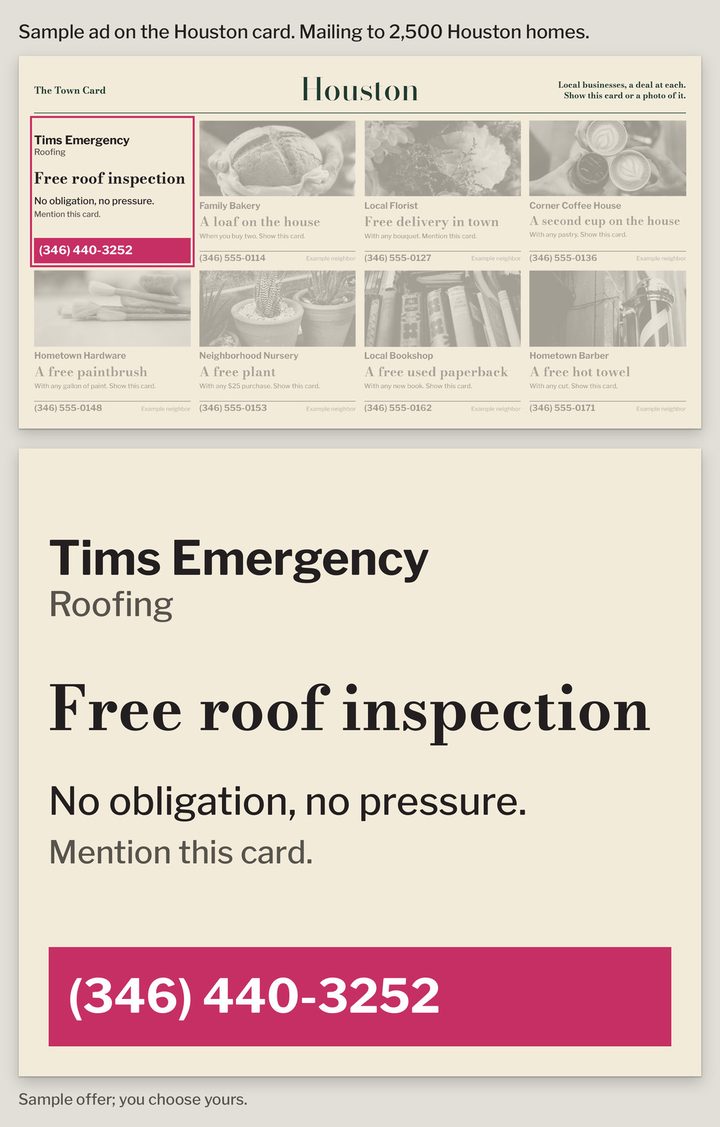 Sample ad on the Houston card. Mailing to 2,500 Houston homes.
The Town Card
Houston
Local businesses, a deal at each.
Show this card or a photo of it.
Tims Emergency
Roofing
Free roof inspection
No obligation, no pressure.
Mention this card.
(346) 440-3252
Family Bakery
A loaf on the house
When you buy two. Show this card.
(346) 555-0114
Example neighbor
Local Florist
Free delivery in town
With any bouquet. Mention this card.
(346) 555-0127
Example neighbor
Corner Coffee House
A second cup on the house
With any pastry. Show this card.
(346) 555-0136
Example neighbor
Hometown Hardware
A free paintbrush
With any gallon of paint. Show this card.
(346) 555-0148
Example neighbor
Neighborhood Nursery
A free plant
With any $25 purchase. Show this card.
(346) 555-0153
Example neighbor
Local Bookshop
A free used paperback
With any new book. Show this card.
(346) 555-0162
Example neighbor
Hometown Barber
A free hot towel
With any cut. Show this card.
(346) 555-0171
Example neighbor
Tims Emergency
Roofing
Free roof inspection
No obligation, no pressure.
Mention this card.
(346) 440-3252
Sample offer; you choose yours.